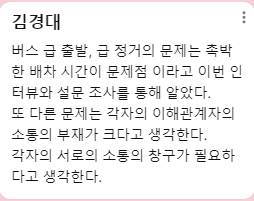 김경대
버스 급 출발, 급 정거의 문제는 촉박
한 배차 시간이 문제점 이라고 이번 인
터뷰와 설문 조사를 통해 알았다.
또 다른 문제는 각자의 이해관계자의
소통의 부재가 크다고 생각한다.
각자의 서로의 소통의 창구가 필요하
다고 생각한다.